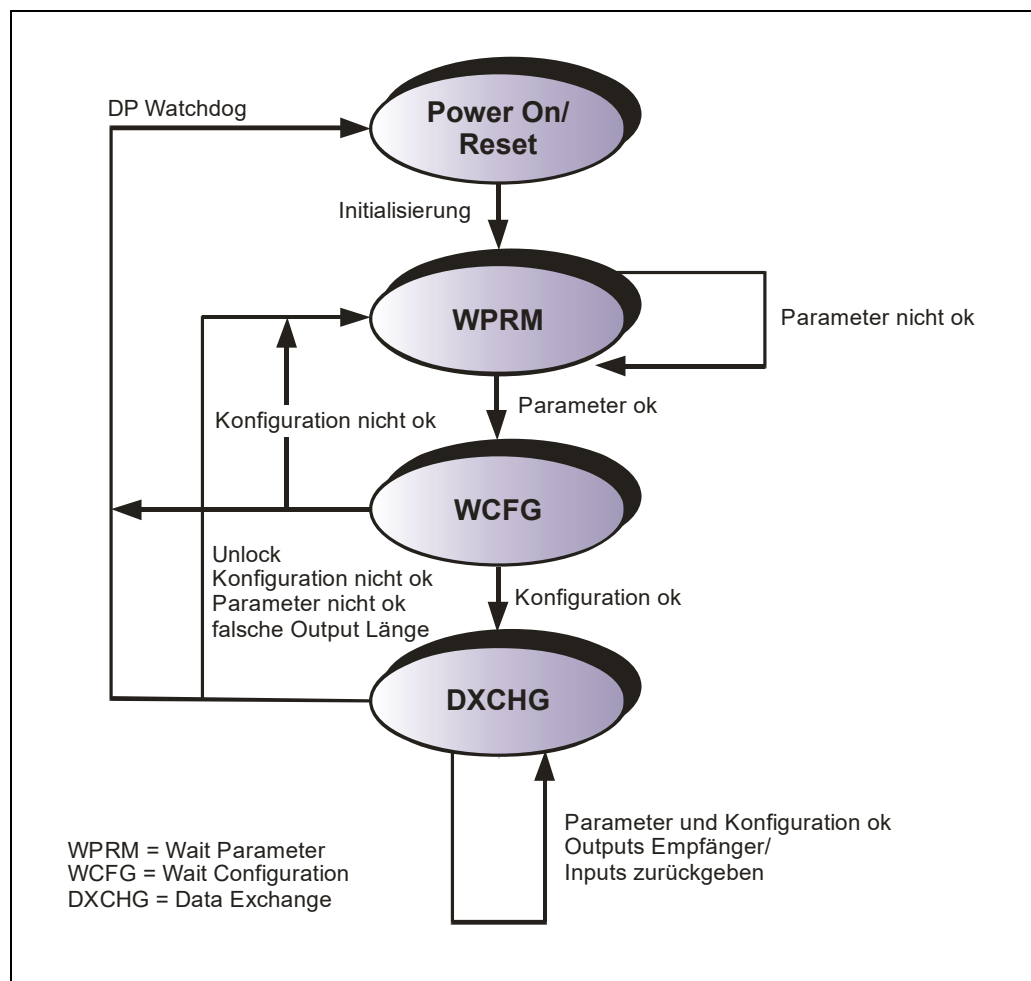 DP Watchdog
Power On/
Reset
Initialisierung
WPRM
Parameter nicht ok
Parameter ok
Konfiguration nicht ok
WCFG
Unlock
Konfiguration nicht ok
Parameter nicht ok
falsche Output Länge
Konfiguration ok
DXCHG
Parameter und Konfiguration ok
Outputs Empfänger/
Inputs zurückgeben
WPRM = Wait Parameter
WCFG = Wait Configuration
DXCHG = Data Exchange